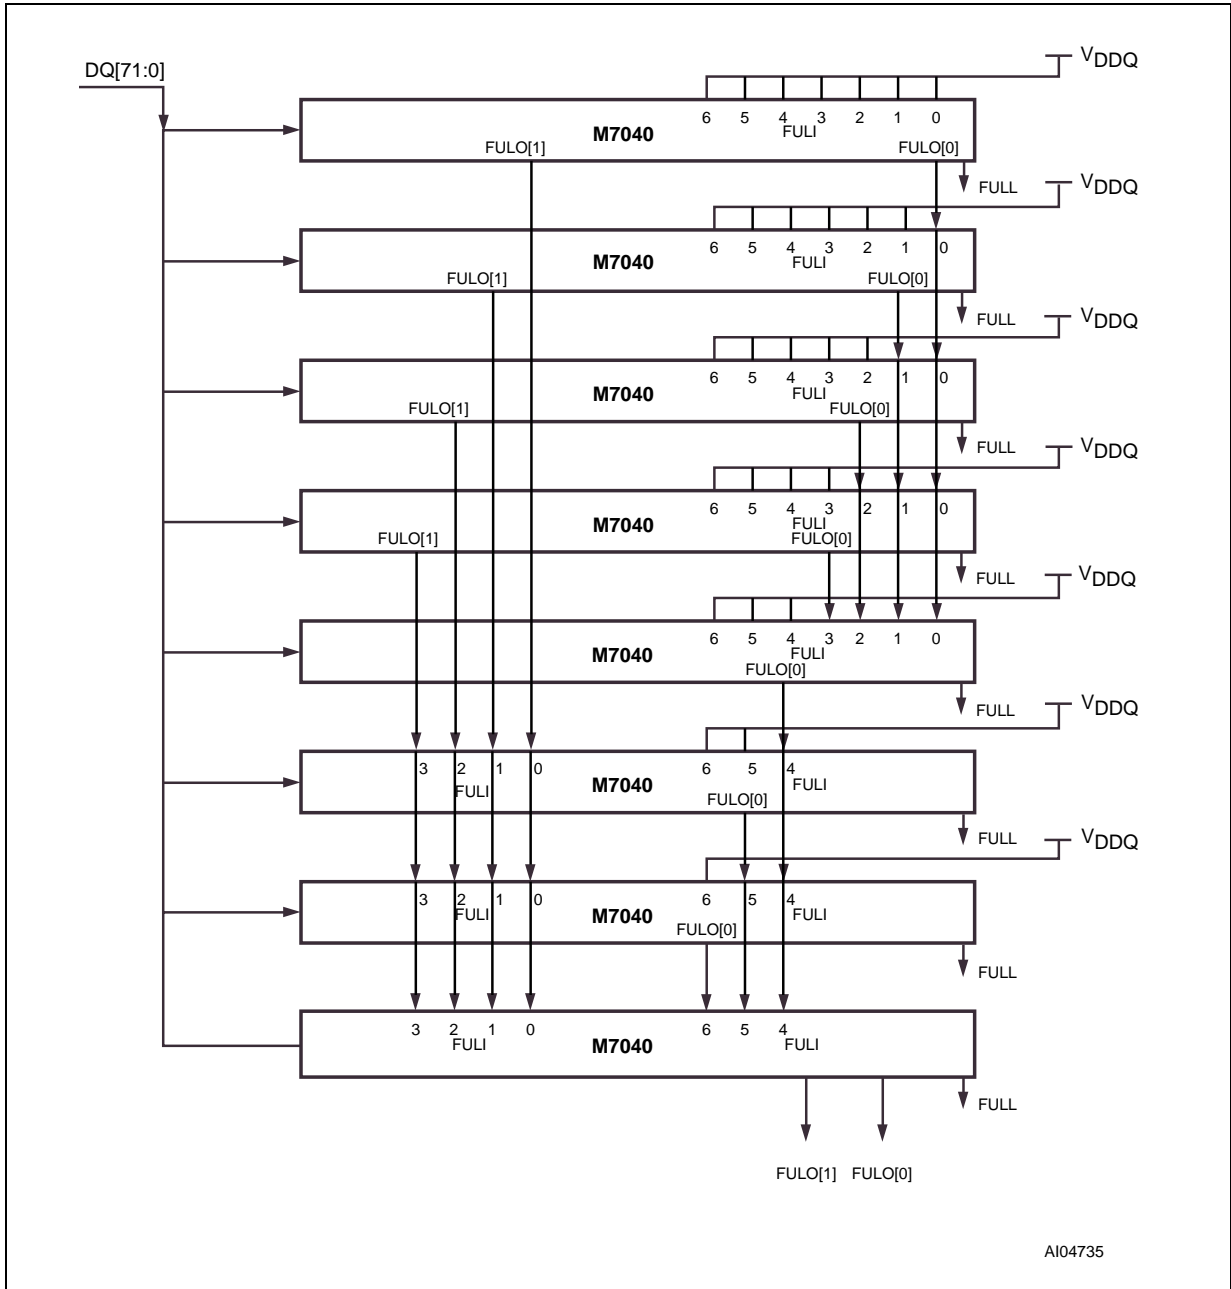 DQ[71:0]
VDDQ
6 5 4 3 2 1 0
FULI
M7040
FULO[1] FULO[0]
FULL
VDDQ
6 5 4 3 2 1 0
FULI
M7040
FULO[1] FULO[0]
FULL
VDDQ
6 5 4 3 2 1 0
FULI
M7040
FULO[1] FULO[0]
FULL
VDDQ
6 5 4 3 2 1 0
FULI
M7040
FULO[1] FULO[0]
FULL
VDDQ
6 5 4 3 2 1 0
FULI
M7040
FULO[0]
FULL
VDDQ
3 2 1 0 6 5 4
FULI M7040 FULI
FULO[0]
FULL
VDDQ
3 2 1 0 6 5 4
FULI M7040 FULI
FULO[0]
FULL
3 2 1 0 6 5 4
FULI M7040 FULI
FULL
FULO[1] FULO[0]
AI04735